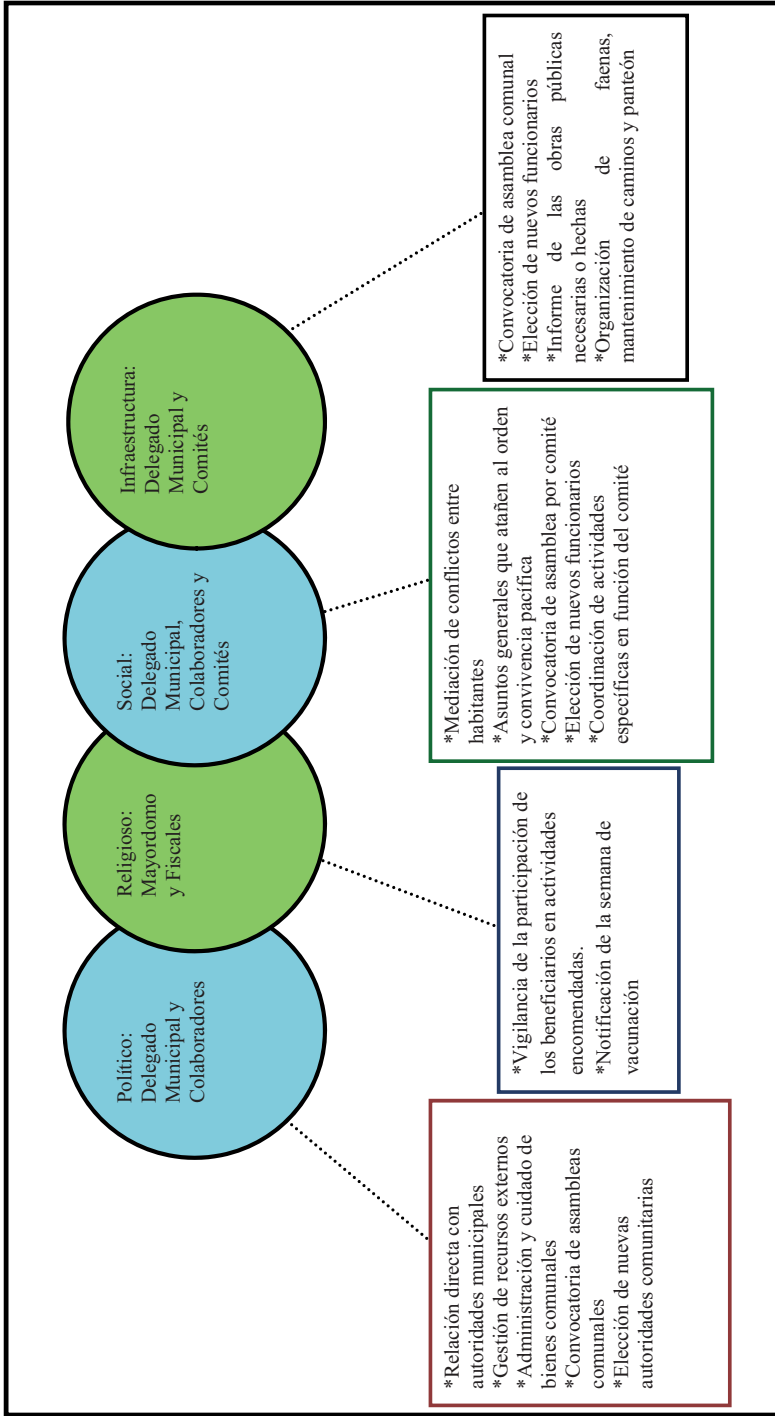 Político:
Delegado
Municipal y
Colaboradores
Religioso:
Mayordomo
y Fiscales
Social:
Delegado
Municipal,
Colaboradores y
Comités
Infraestructura:
Delegado
Municipal y
Comités
*Relación directa con
autoridades municipales
*Gestión de recursos externos
*Administración y cuidado de
bienes comunales
*Convocatoria de asambleas
comunales
*Elección de nuevas
autoridades comunitarias
*Vigilancia de la participación de
los beneficiarios en actividades
encomendadas.
*Notificación de la semana de
vacunación
*Mediación de conflictos entre
habitantes
*Asuntos generales que atañen al orden
y convivencia pacífica
*Convocatoria de asamblea por comité
*Elección de nuevos funcionarios
*Coordinación de actividades
específicas en función del comité
*Convocatoria de asamblea comunal
*Elección de nuevos funcionarios
*Informe de las obras públicas
necesarias o hechas
*Organización de faenas,
mantenimiento de caminos y panteón